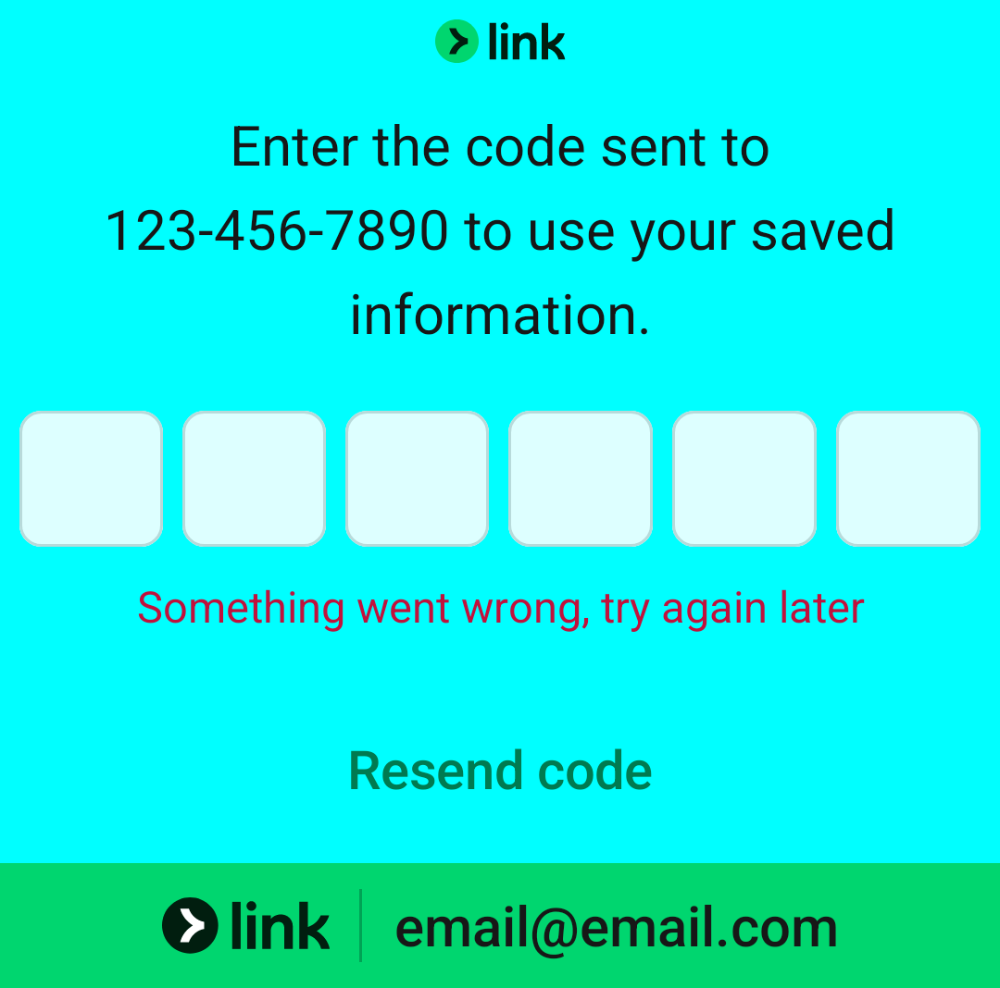 link
Enter the code sent to
123-456-7890 to use your saved
information.
Something went wrong, try again later
Resend code
link
email@email.com